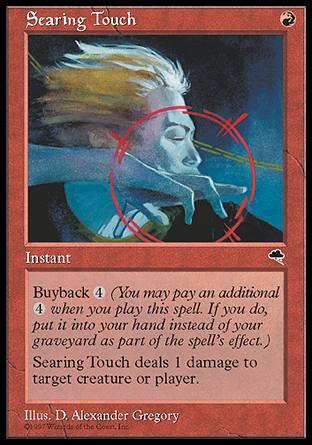 Searing Touch
Instant
Buyback 4 (You may pay an additional
4 when you play this spell. If you do,
put it into your hand instead of your
graveyard as part of the spell's effect.)
Searing Touch deals 1 damage to
target creature or player.
Illus. D. Alexander Gregory
©1997 Wizards of the Coast, Inc.